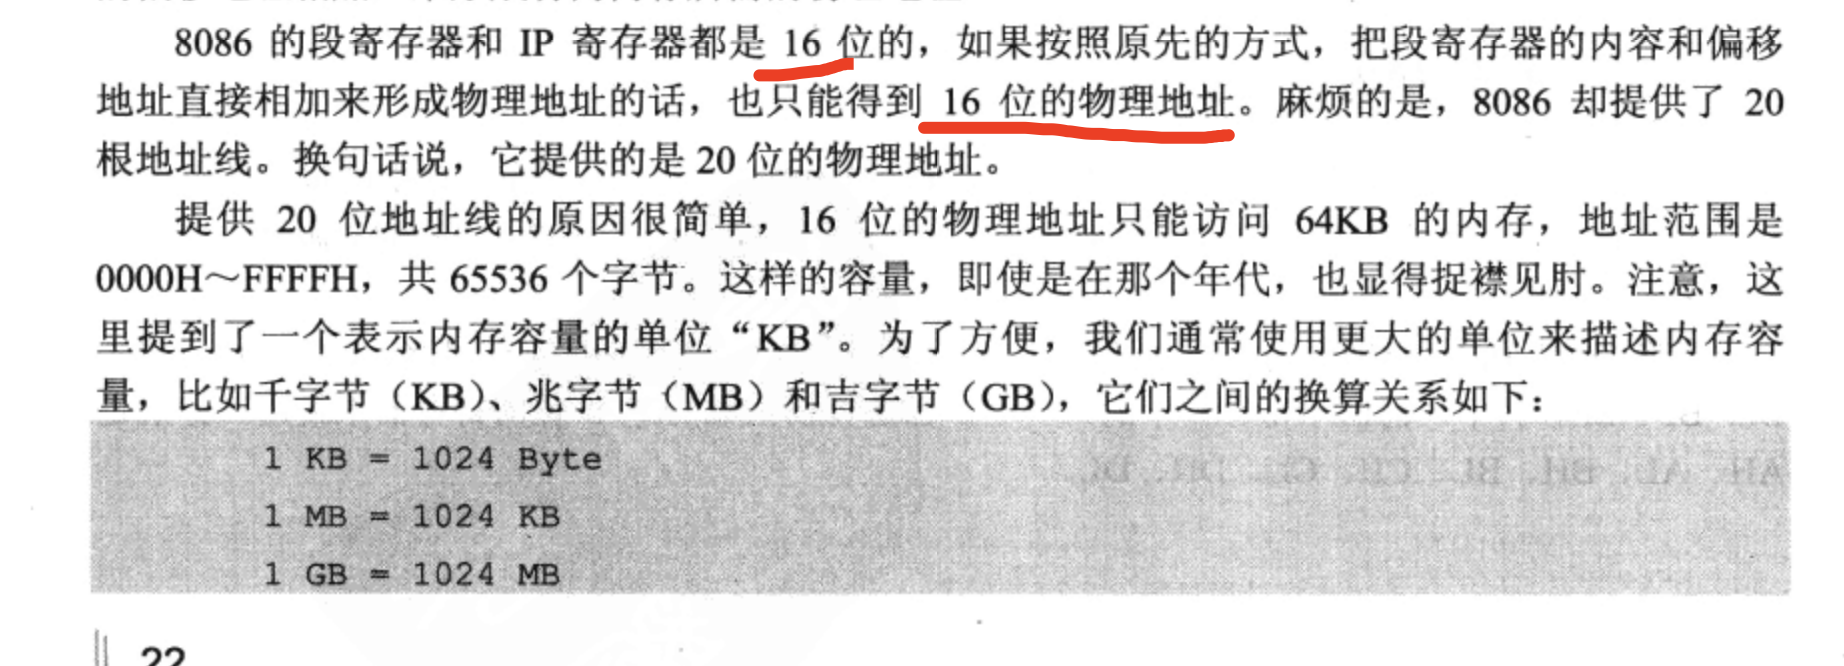 8086 的段寄存器和 IP 寄存器都是 16 位的，如果按照原先的方式，把段寄存器的内容和偏移
地址直接相加来形成物理地址的话，也只能得到 16 位的物理地址。麻烦的是，8086 却提供了 20
根地址线。换句话说，它提供的是 20 位的物理地址。
提供 20 位地址线的原因很简单，16 位的物理地址只能访问 64KB 的内存，地址范围是
0000H～FFFFH，共 65536 个字节。这样的容量，即使是在那个年代，也显得捉襟见肘。注意，这
里提到了一个表示内存容量的单位“KB”。为了方便，我们通常使用更大的单位来描述内存容
量，比如千字节（KB）、兆字节（MB）和吉字节（GB），它们之间的换算关系如下：
1 KB = 1024 Byte
1 MB = 1024 KB
1 GB = 1024 MB
22